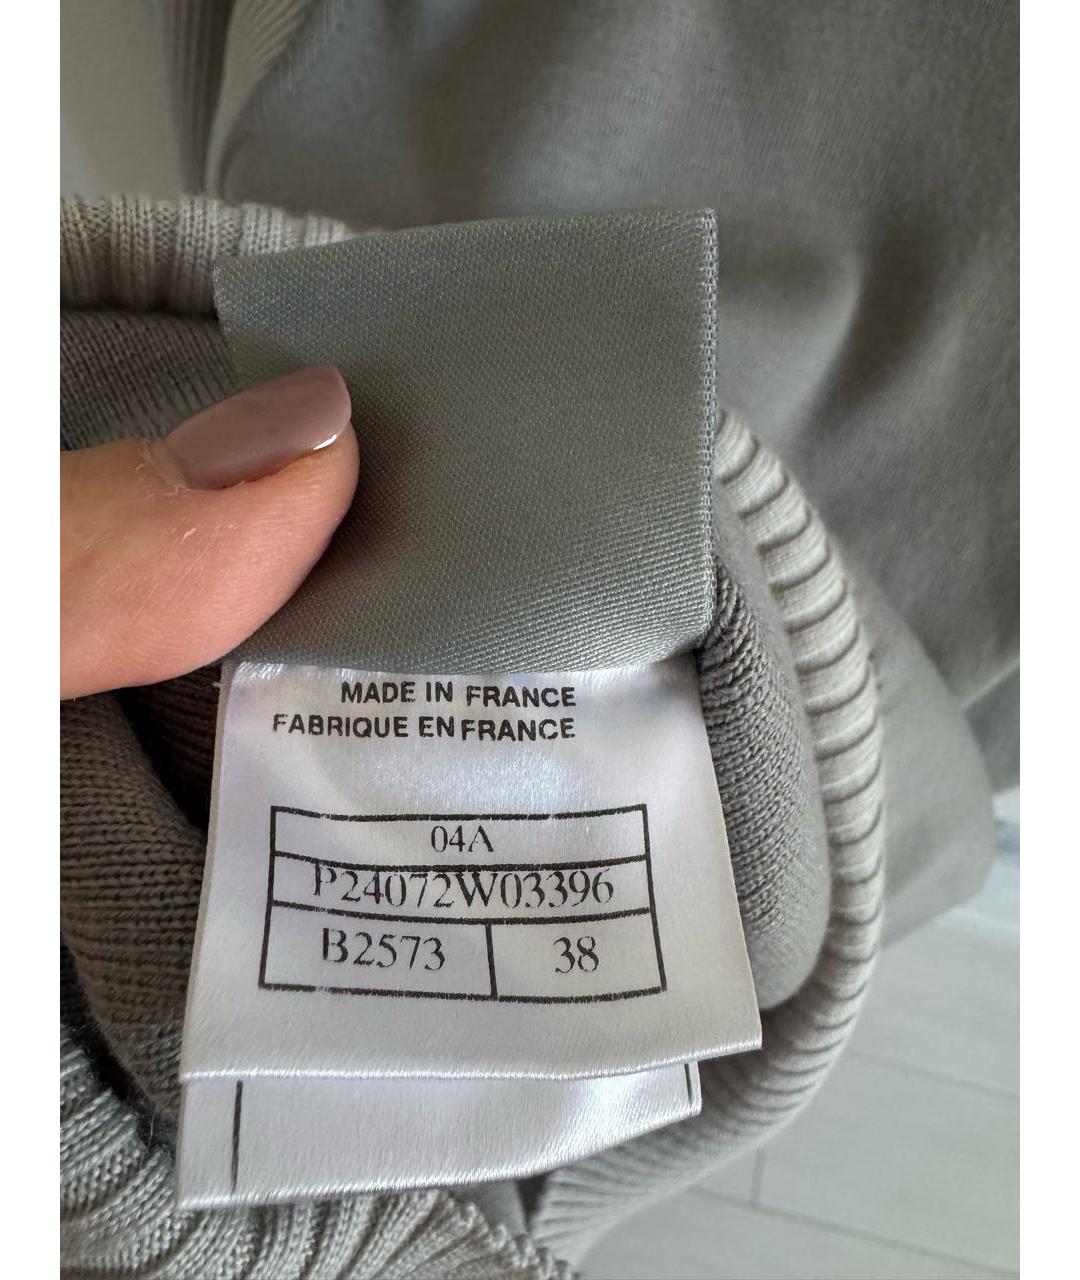 MADE IN FRANCE
FABRIQUE EN FRANCE
04A
P24072W03396
B2573 38